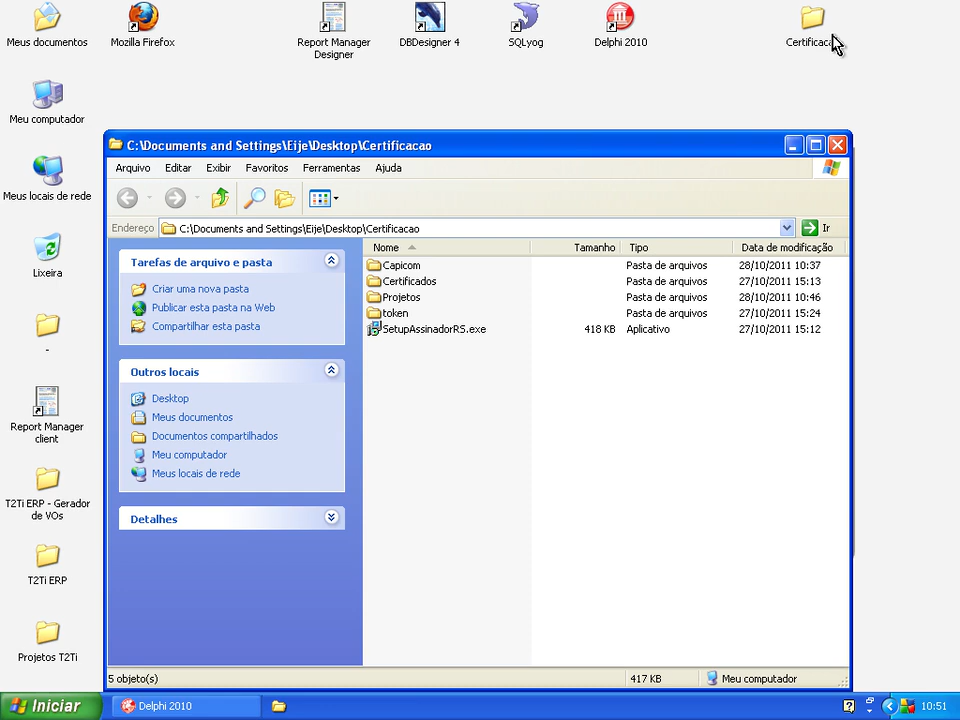 Meus documentos
Mozilla Firefox
Report Manager
Designer
DBDesigner 4
SQLyog
Delphi 2010
Meu computador
Meus locais de rede
Lixeira
-
Report Manager
client
T2Ti ERP - Gerador
de VOs
T2Ti ERP
Projetos T2Ti
C:\Documents and Settings\Eije\Desktop\Certificacao
Arquivo Editar Exibir Favoritos Ferramentas Ajuda
Endereço C:\Documents and Settings\Eije\Desktop\Certificacao Ir
Tarefas de arquivo e pasta
Criar uma nova pasta
Publicar esta pasta na Web
Compartilhar esta pasta
Outros locais
Desktop
Meus documentos
Documentos compartilhados
Meu computador
Meus locais de rede
Detalhes
Nome Tamanho Tipo Data de modificação
Capicom Pasta de arquivos 28/10/2011 10:37
Certificados Pasta de arquivos 27/10/2011 15:13
Projetos Pasta de arquivos 28/10/2011 10:46
token Pasta de arquivos 27/10/2011 15:24
SetupAssinadorRS.exe 418 KB Aplicativo 27/10/2011 15:12
5 objeto(s) 417 KB Meu computador
Iniciar Delphi 2010 10:51